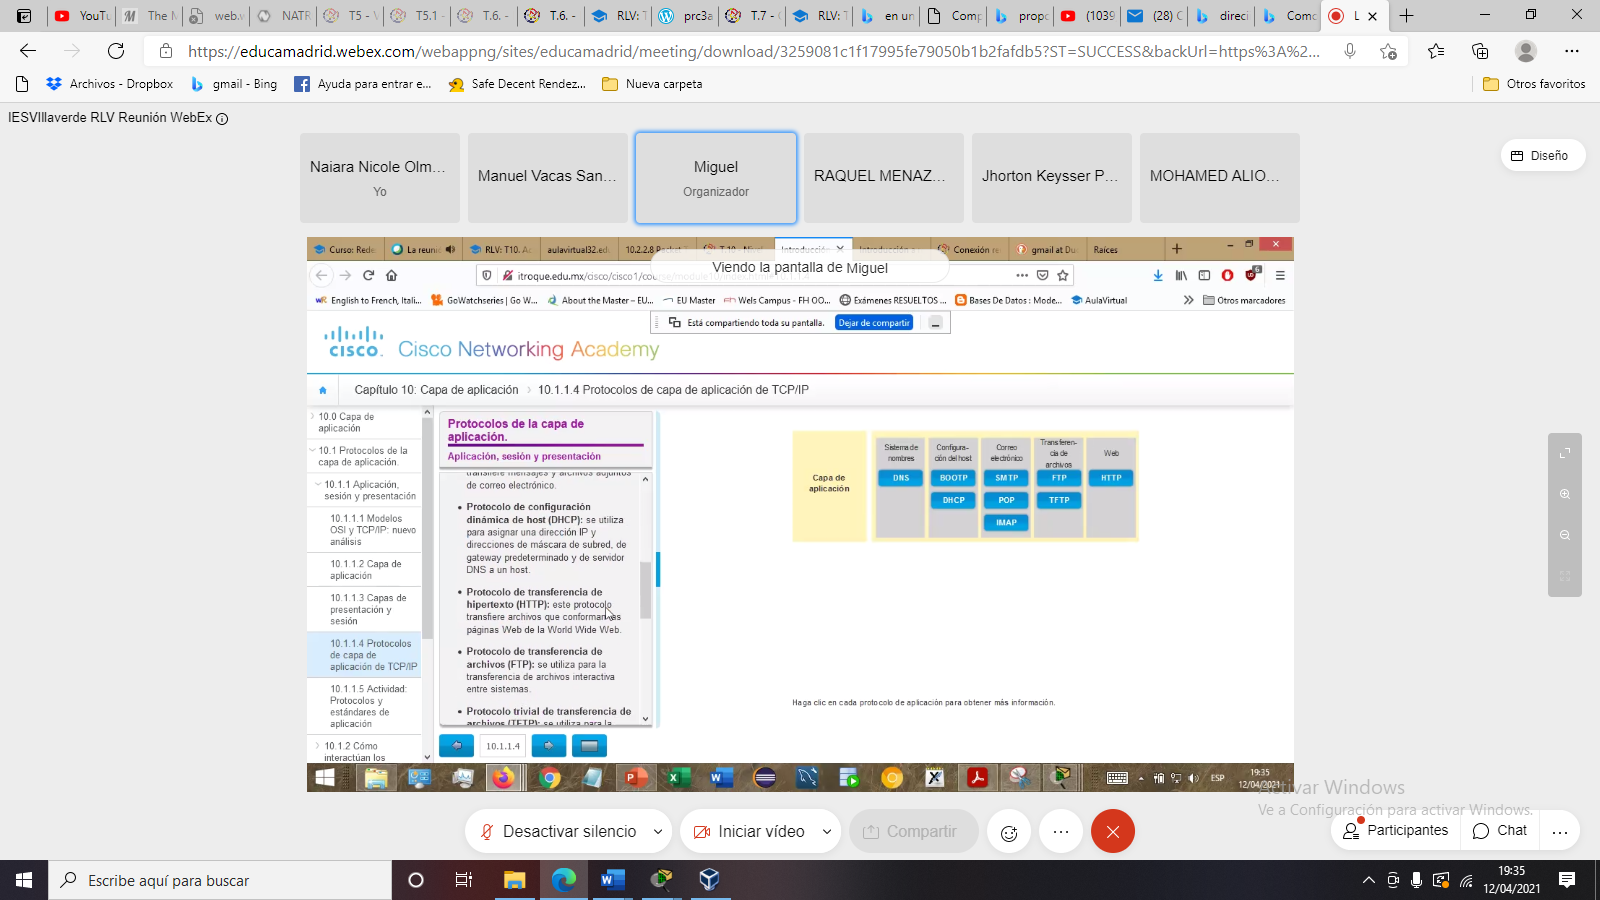 YouTu
The M
web.w
NATR
T5 - V
T5.1 -
T.6. -
T.6. -
RLV: T
prc3a
T.7 - C
RLV: T
en un
Comp
propo
(1039
(28) C
direci
Como
L
https://educamadrid.webex.com/webappng/sites/educamadrid/meeting/download/3259081c1f17995fe79050b1b2fafdb5?ST=SUCCESS&backUrl=https%3A%2...
Archivos - Dropbox
gmail - Bing
Ayuda para entrar e...
Safe Decent Rendez...
Nueva carpeta
Otros favoritos
IESVIllaverde RLV Reunión WebEx
Naiara Nicole Olm...
Yo
Manuel Vacas San...
Miguel
Organizador
RAQUEL MENAZ...
Jhorton Keysser P...
MOHAMED ALIO...
Diseño
Curso: Rede
La reuni
RLV: T10. Ac
aulavirtual32.edu
10.2.2.8 Packet T
T.10 - Nivel
Introducción
Introducción a
Conexión re
gmail at Du
Raíces
Viendo la pantalla de Miguel
itroque.edu.mx/cisco/cisco1/course/module10/
English to French, Itali...
GoWatchseries | Go W...
About the Master – EU...
EU Master
Wels Campus - FH OO...
Exámenes RESUELTOS ...
Bases De Datos : Mode...
AulaVirtual
Otros marcadores
Está compartiendo toda su pantalla.
Dejar de compartir
CISCO.
Cisco Networking Academy
Capítulo 10: Capa de aplicación
10.1.1.4 Protocolos de capa de aplicación de TCP/IP
10.0 Capa de
aplicación
10.1 Protocolos de la
capa de aplicación.
10.1.1 Aplicación,
sesión y presentación
10.1.1.1 Modelos
OSI y TCP/IP: nuevo
análisis
10.1.1.2 Capa de
aplicación
10.1.1.3 Capas de
presentación y
sesión
10.1.1.4 Protocolos
de capa de
aplicación de TCP/IP
10.1.1.5 Actividad:
Protocolos y
estándares de
aplicación
10.1.2 Cómo
interactúan los
Protocolos de la capa de
aplicación.
Aplicación, sesión y presentación
transfiere mensajes y archivos adjuntos
de correo electrónico.
Protocolo de configuración
dinámica de host (DHCP): se utiliza
para asignar una dirección IP y
direcciones de máscara de subred, de
gateway predeterminado y de servidor
DNS a un host.
Protocolo de transferencia de
hipertexto (HTTP): este protocolo
transfiere archivos que conforman las
páginas Web de la World Wide Web.
Protocolo de transferencia de
archivos (FTP): se utiliza para la
transferencia de archivos interactiva
entre sistemas.
Protocolo trivial de transferencia de
archivos (TFTP): se utiliza para la
10.1.1.4
Capa de
aplicación
Sistema de
nombres
DNS
Configura-
ción del host
BOOTP
DHCP
Correo
electrónico
SMTP
POP
IMAP
Transferen-
cia de
archivos
FTP
TFTP
Web
HTTP
Haga clic en cada protocolo de aplicación para obtener más información.
ESP
19:35
12/04/2021
Activar Windows
Ve a Configuración para activar Windows.
Desactivar silencio
Iniciar vídeo
Compartir
Participantes
Chat
Escribe aquí para buscar
19:35
12/04/2021